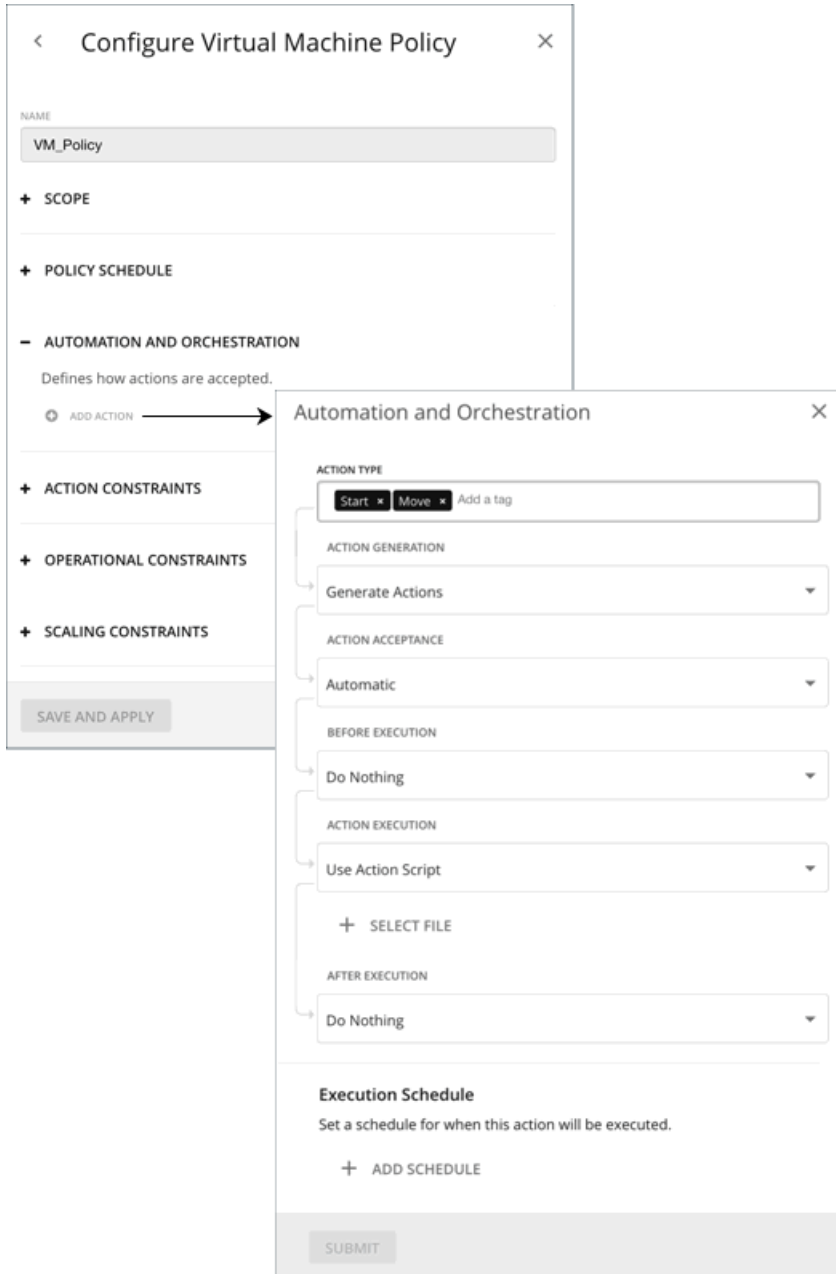 Configure Virtual Machine Policy
NAME
VM_Policy
SCOPE
POLICY SCHEDULE
AUTOMATION AND ORCHESTRATION
Defines how actions are accepted.
ADD ACTION
ACTION CONSTRAINTS
OPERATIONAL CONSTRAINTS
SCALING CONSTRAINTS
SAVE AND APPLY
Automation and Orchestration
ACTION TYPE
Start × Move × Add a tag
ACTION GENERATION
Generate Actions
ACTION ACCEPTANCE
Automatic
BEFORE EXECUTION
Do Nothing
ACTION EXECUTION
Use Action Script
SELECT FILE
AFTER EXECUTION
Do Nothing
Execution Schedule
Set a schedule for when this action will be executed.
ADD SCHEDULE
SUBMIT